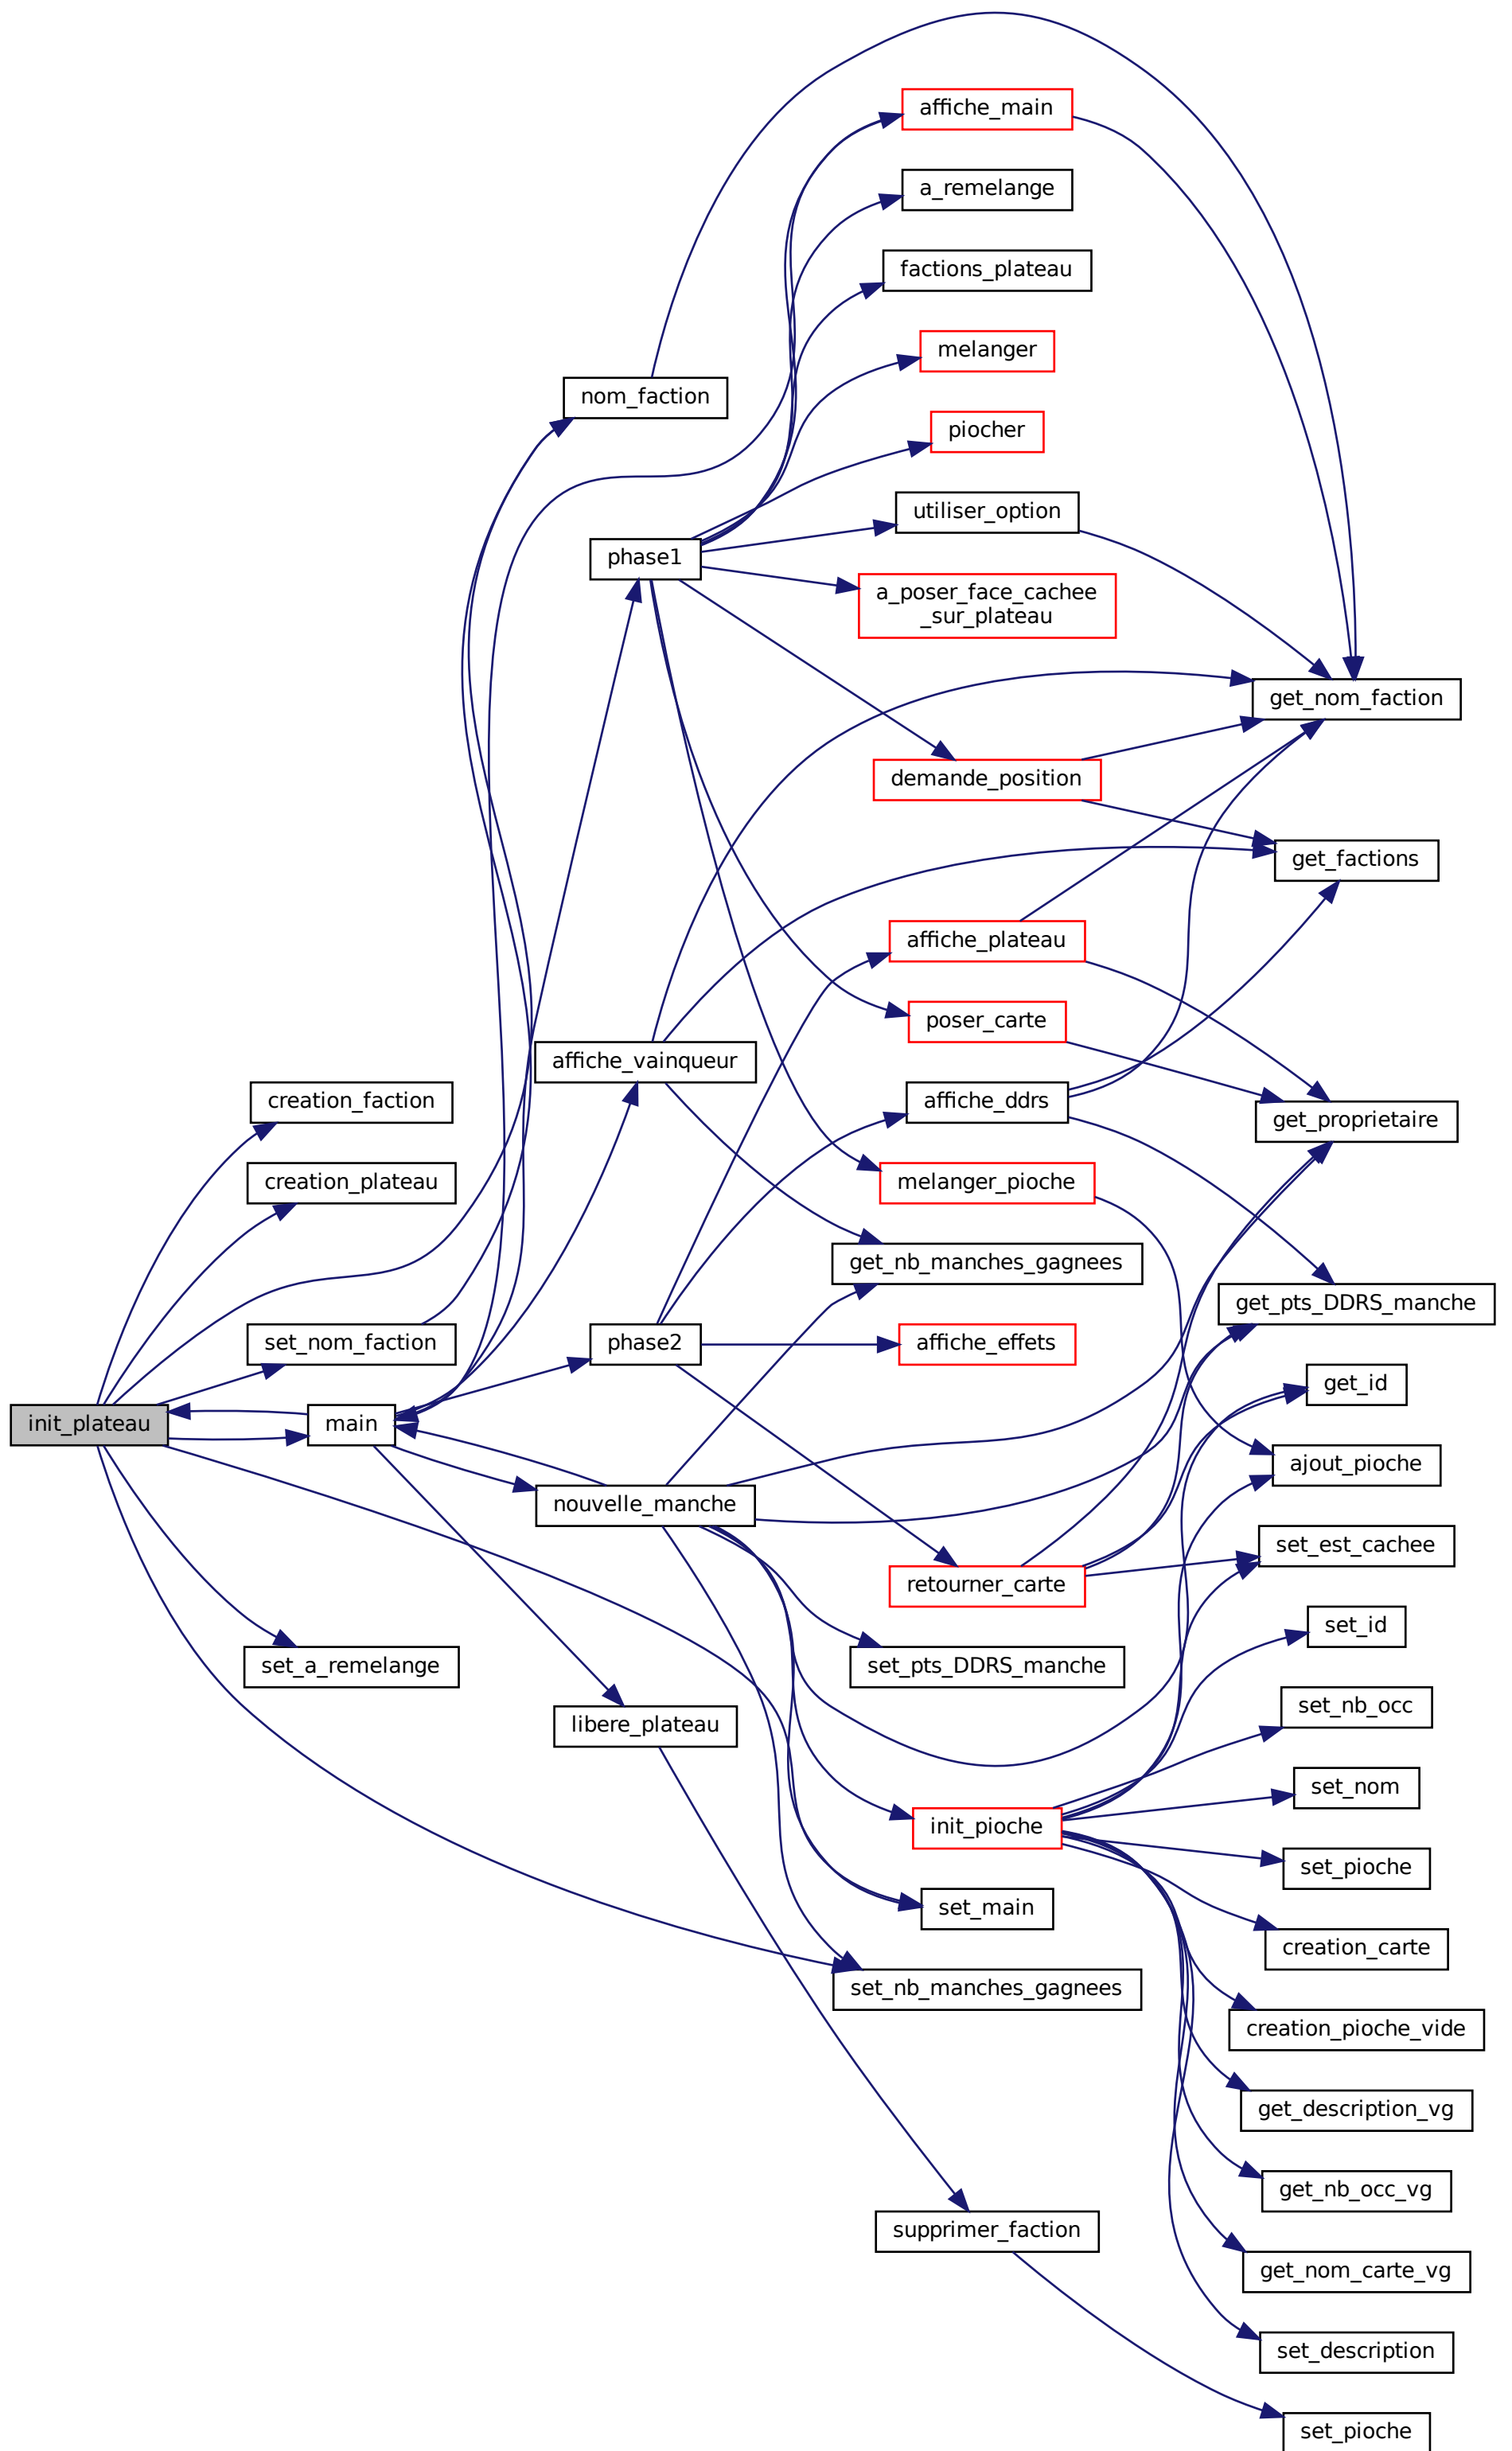 affiche_main
a_remelange
factions_plateau
melanger
nom_faction
piocher
utiliser_option
phase1
a_poser_face_cachee
_sur_plateau
get_nom_faction
demande_position
get_factions
affiche_plateau
poser_carte
affiche_vainqueur
creation_faction
affiche_ddrs
get_proprietaire
creation_plateau
melanger_pioche
get_nb_manches_gagnees
get_pts_DDRS_manche
set_nom_faction
phase2
affiche_effets
get_id
init_plateau
main
ajout_pioche
nouvelle_manche
set_est_cachee
retourner_carte
set_id
set_a_remelange
set_pts_DDRS_manche
set_nb_occ
libere_plateau
set_nom
init_pioche
set_pioche
set_main
creation_carte
set_nb_manches_gagnees
creation_pioche_vide
get_description_vg
get_nb_occ_vg
supprimer_faction
get_nom_carte_vg
set_description
set_pioche